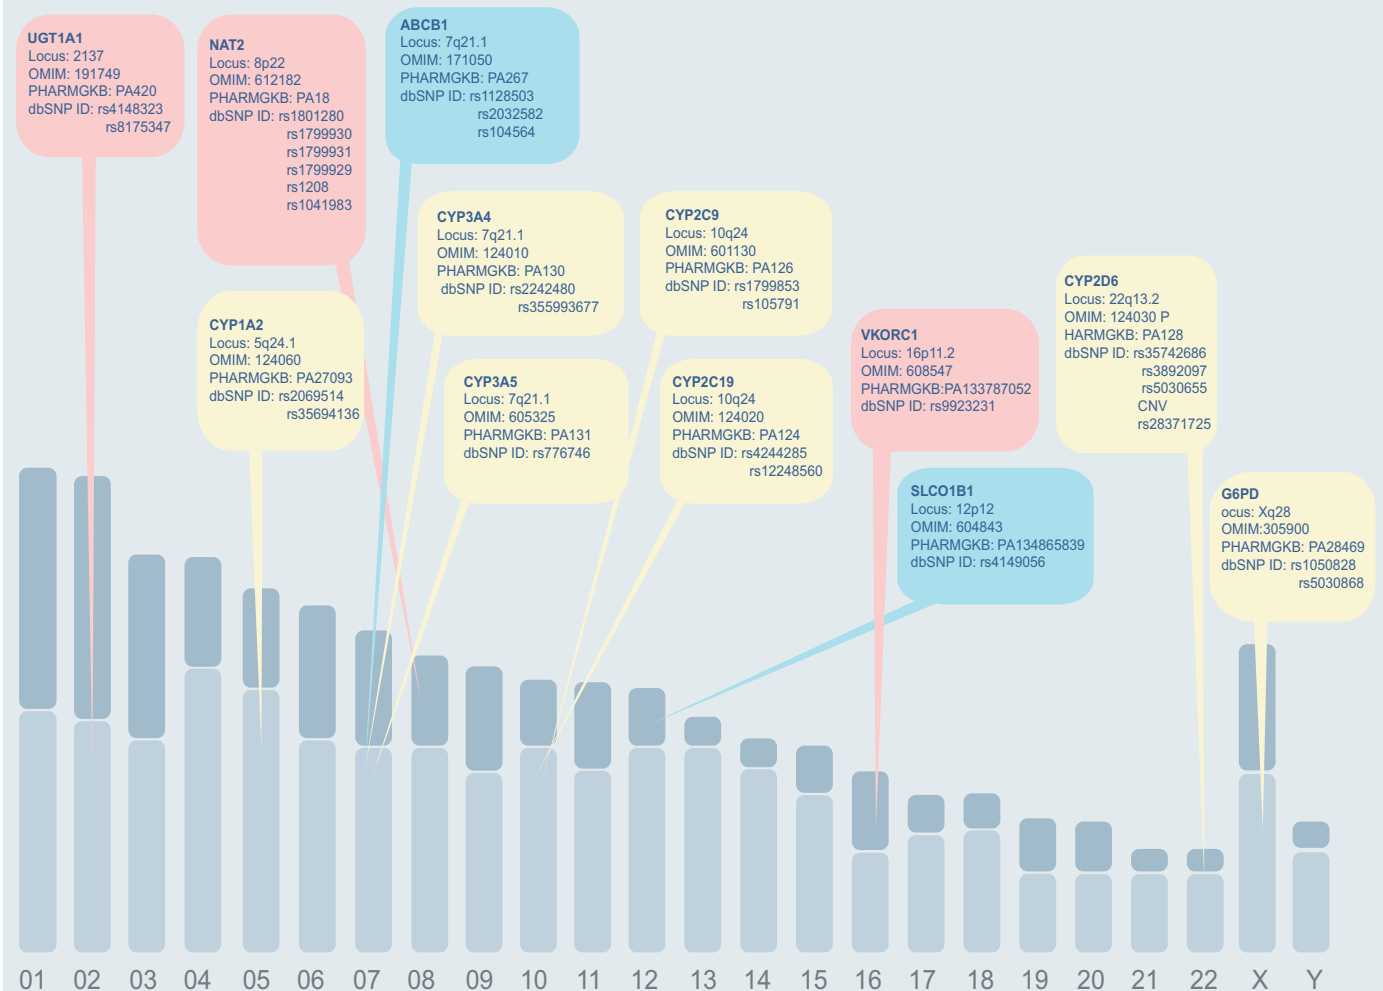 UGT1A1
Locus: 2137
OMIM: 191749
PHARMGKB: PA420
dbSNP ID: rs4148323
rs8175347
NAT2
Locus: 8p22
OMIM: 612182
PHARMGKB: PA18
dbSNP ID: rs1801280
rs1799930
rs1799931
rs1799929
rs1208
rs1041983
ABCB1
Locus: 7q21.1
OMIM: 171050
PHARMGKB: PA267
dbSNP ID: rs1128503
rs2032582
rs104564
CYP3A4
Locus: 7q21.1
OMIM: 124010
PHARMGKB: PA130
dbSNP ID: rs2242480
rs355993677
CYP2C9
Locus: 10q24
OMIM: 601130
PHARMGKB: PA126
dbSNP ID: rs1799853
rs105791
CYP2D6
Locus: 22q13.2
OMIM: 124030 P
HARMGKB: PA128
dbSNP ID: rs35742686
rs3892097
rs5030655
CNV
rs28371725
CYP1A2
Locus: 5q24.1
OMIM: 124060
PHARMGKB: PA27093
dbSNP ID: rs2069514
rs35694136
CYP3A5
Locus: 7q21.1
OMIM: 605325
PHARMGKB: PA131
dbSNP ID: rs776746
CYP2C19
Locus: 10q24
OMIM: 124020
PHARMGKB: PA124
dbSNP ID: rs4244285
rs12248560
VKORC1
Locus: 16p11.2
OMIM: 608547
PHARMGKB:PA133787052
dbSNP ID: rs9923231
SLCO1B1
Locus: 12p12
OMIM: 604843
PHARMGKB: PA134865839
dbSNP ID: rs4149056
G6PD
ocus: Xq28
OMIM:305900
PHARMGKB: PA28469
dbSNP ID: rs1050828
rs5030868
01 02 03 04 05 06 07 08 09 10 11 12 13 14 15 16 17 18 19 20 21 22 X Y